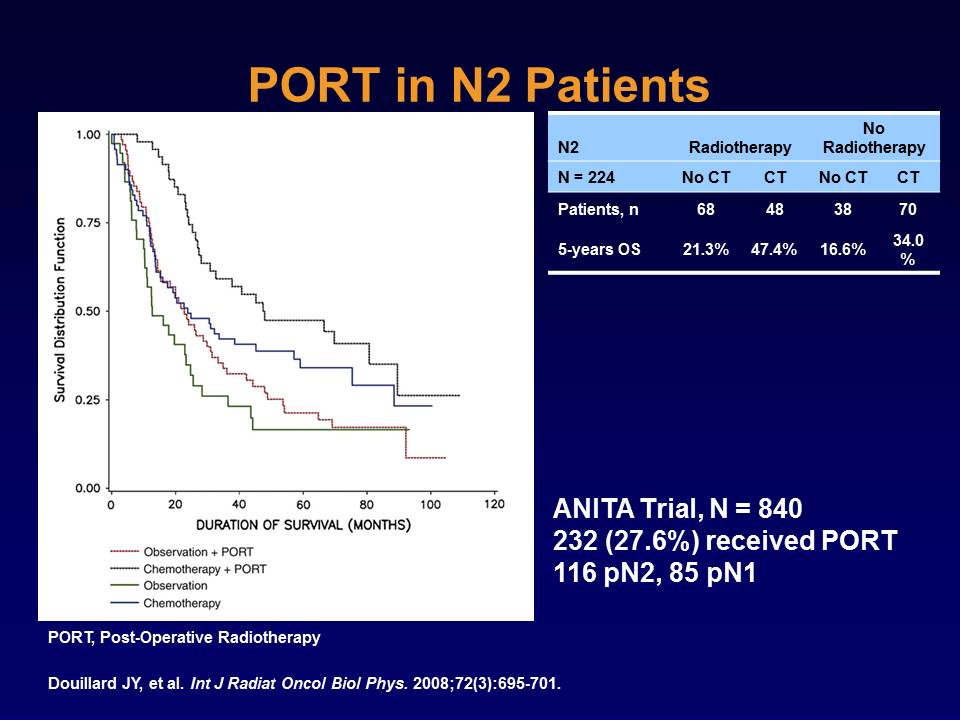 PORT in N2 Patients
1.00
0.75
0.50
0.25
0.00
Survival Distribution Function
0 20 40 60 80 100 120
DURATION OF SURVIVAL (MONTHS)
Observation + PORT
Chemotherapy + PORT
Observation
Chemotherapy
N2 Radiotherapy No
Radiotherapy
N = 224 No CT CT No CT CT
Patients, n 68 48 38 70
5-years OS 21.3% 47.4% 16.6% 34.0
%
ANITA Trial, N = 840
232 (27.6%) received PORT
116 pN2, 85 pN1
PORT, Post-Operative Radiotherapy
Douillard JY, et al. Int J Radiat Oncol Biol Phys. 2008;72(3):695-701.